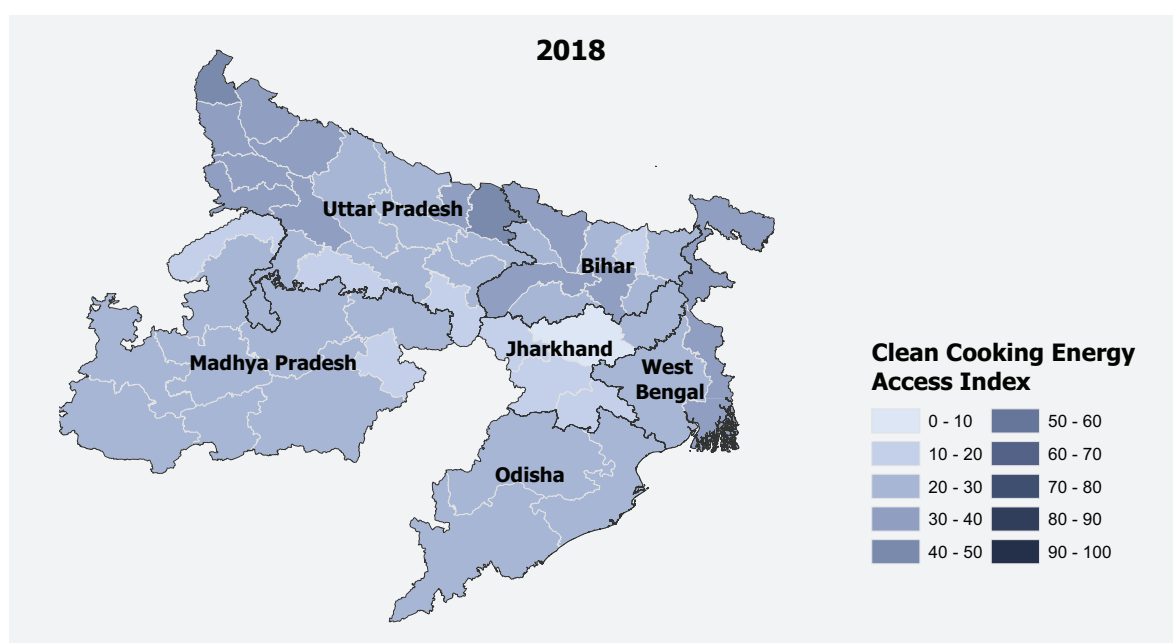 2018
Uttar Pradesh
Bihar
Jharkhand
Madhya Pradesh
West
Bengal
Odisha
Clean Cooking Energy
Access Index
0 - 10
50 - 60
10 - 20
60 - 70
20 - 30
70 - 80
30 - 40
80 - 90
40 - 50
90 - 100